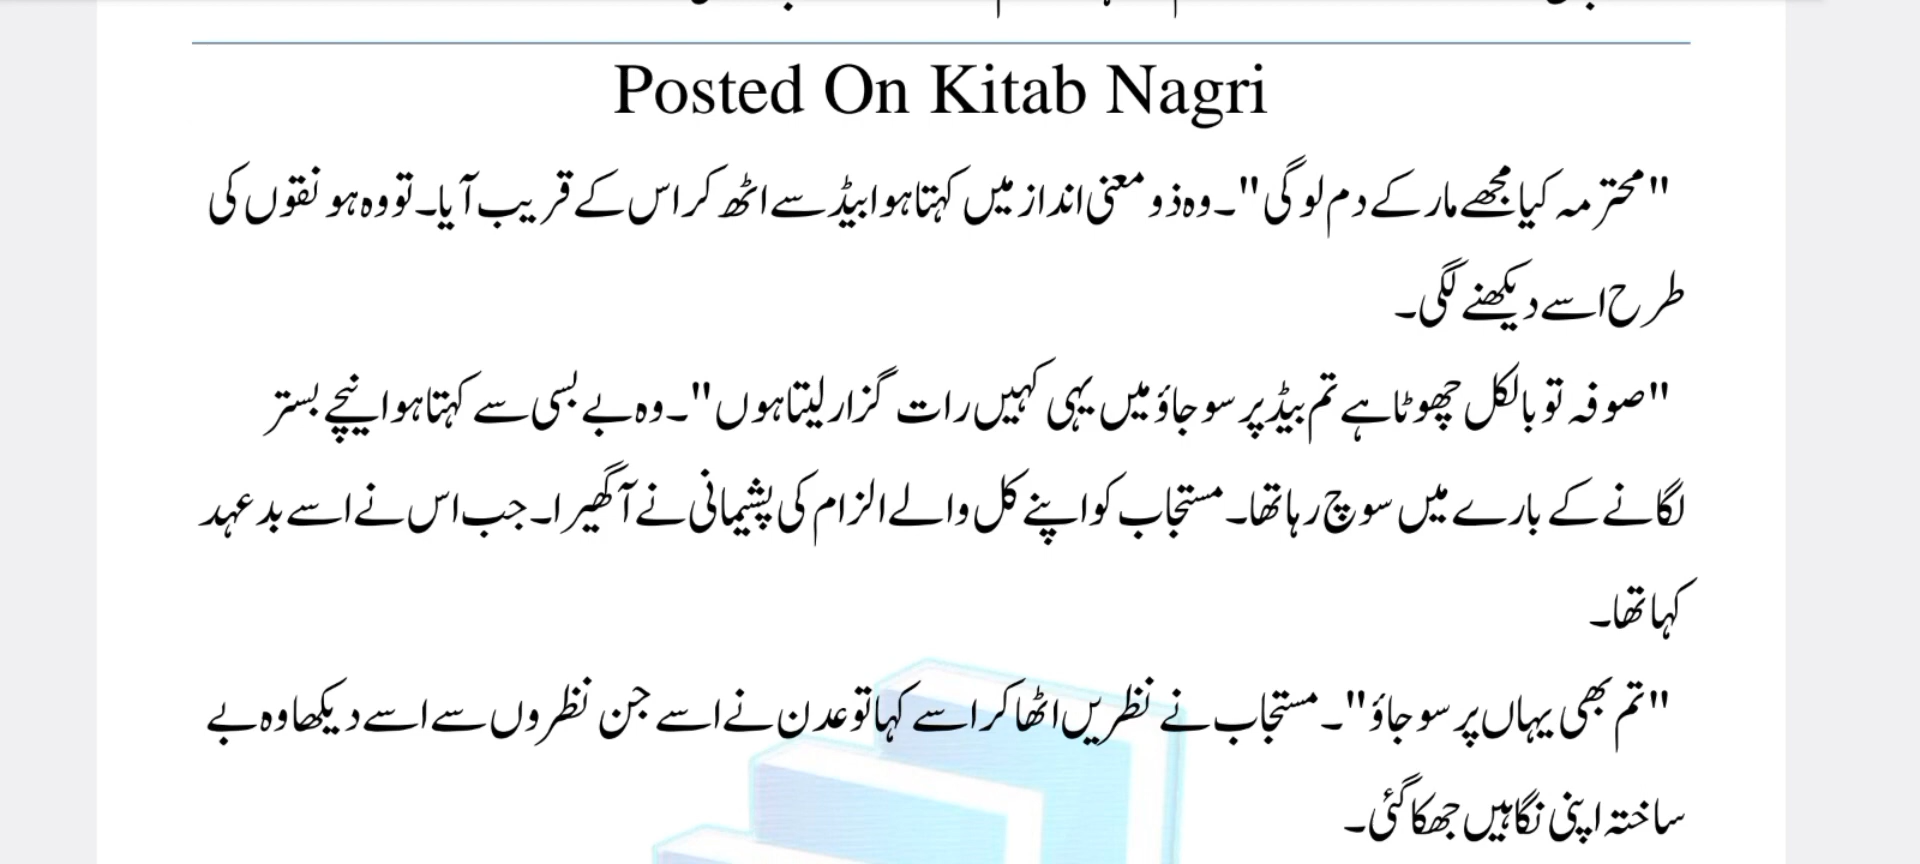 Posted On Kitab Nagri
"محترمہ کیا مجھے مار کے دم لو گی"۔ وہ ذو معنی انداز میں کہتا ہوا بیڈ سے اٹھ کر اس کے قریب آیا۔ تو وہ ہونقوں کی
طرح اسے دیکھنے لگی۔
"صوفہ تو بالکل چھوٹا ہے تم بیڈ پر سو جاؤ میں یہی کہیں رات گزار لیتا ہوں"۔ وہ بے بسی سے کہتا ہوا نیچے بستر
لگانے کے بارے میں سوچ رہا تھا۔ مستجاب کو اپنے کل والے الزام کی پشیمانی نے آ گھیرا۔ جب اس نے اسے بد عہد
کہا تھا۔
"تم بھی یہاں پر سو جاؤ"۔ مستجاب نے نظریں اٹھا کر اسے کہا تو عدن نے اسے جن نظروں سے اسے دیکھا وہ بے
ساختہ اپنی نگاہیں جھکا گئی۔